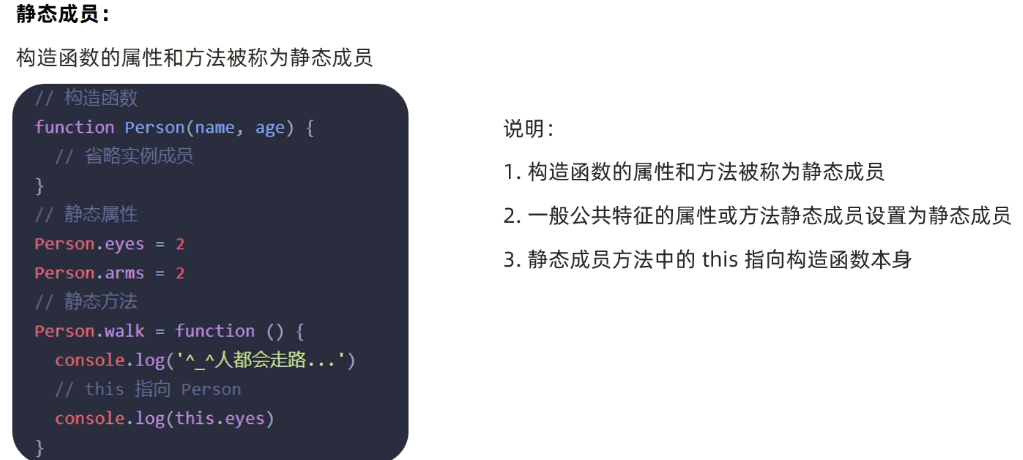 静态成员：
构造函数的属性和方法被称为静态成员
// 构造函数
function Person(name, age) {
  // 省略实例成员
}
// 静态属性
Person.eyes = 2
Person.arms = 2
// 静态方法
Person.walk = function () {
  console.log('^_^人都会走路...')
  // this 指向 Person
  console.log(this.eyes)
}
说明：
1. 构造函数的属性和方法被称为静态成员
2. 一般公共特征的属性或方法静态成员设置为静态成员
3. 静态成员方法中的 this 指向构造函数本身